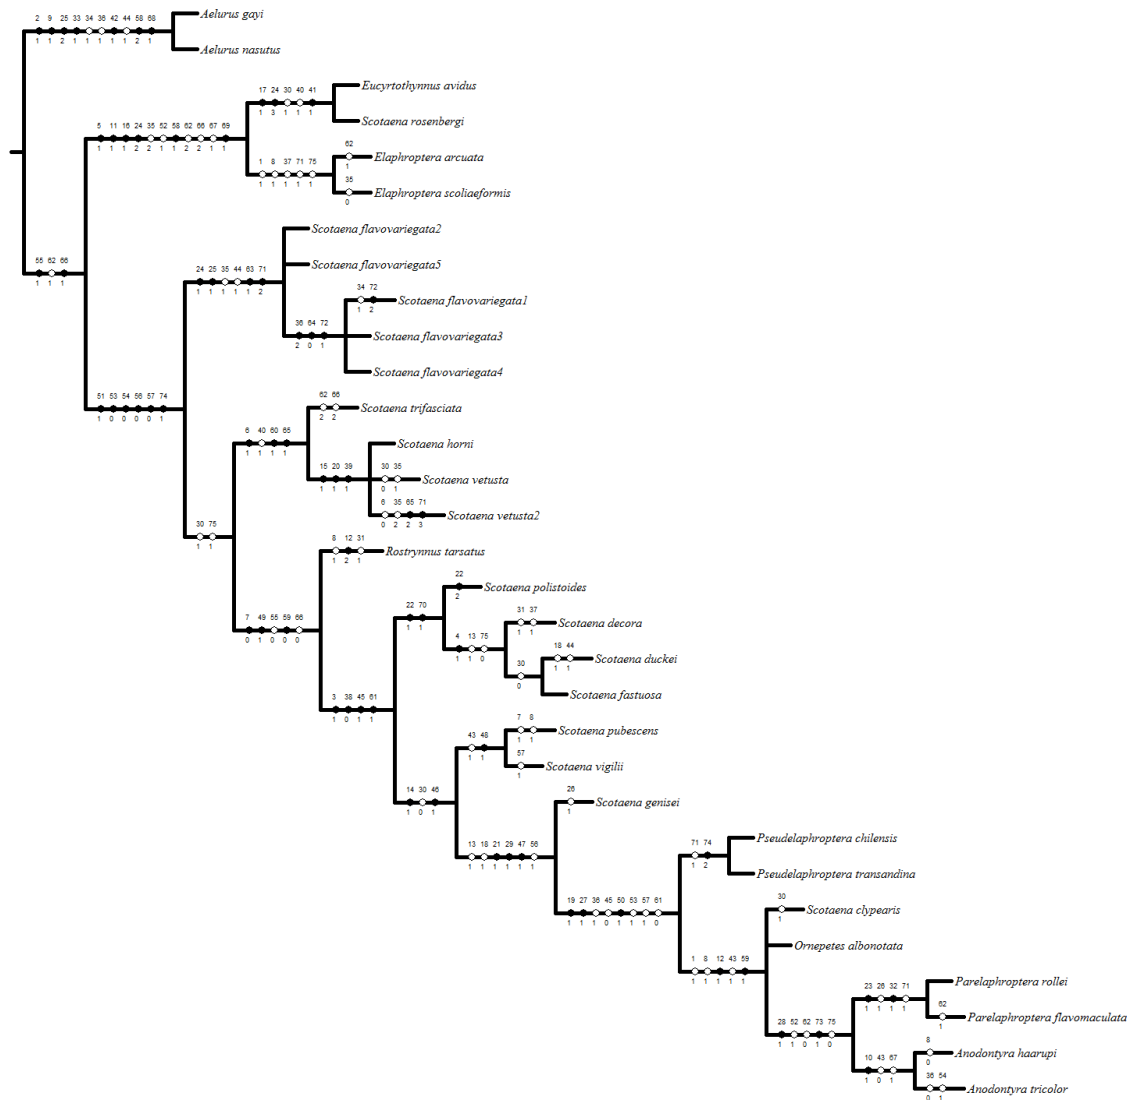 2 9 25 33 34 36 42 44 58 68
Aelurus gayi
1 1 2 1 1 1 1 1 2 1
Aelurus nasutus
Eucyrtothynnus avidus
17 24 30 40 41
1 3 1 1 1
Scotaena rosenbergi
5 11 16 24 35 52 58 62 66 67 69
1 1 1 2 2 1 1 2 2 1 1
62
Elaphroptera arcuata
1
1 8 37 71 75
1 1 1 1 1
35
Elaphroptera scoliaeformis
0
Scotaena flavovariegata2
55 62 66
1 1 1
24 25 35 44 63 71
1 1 1 1 1 2
Scotaena flavovariegata5
34 72
Scotaena flavovariegata1
1 2
36 64 72
2 0 1
Scotaena flavovariegata3
Scotaena flavovariegata4
51 53 54 56 57 74
1 0 0 0 0 1
62 66
Scotaena trifasciata
2 2
6 40 60 65
1 1 1 1
Scotaena horni
15 20 39
1 1 1
30 35
Scotaena vetusta
0 1
6 35 65 71
Scotaena vetusta2
0 2 2 3
30 75
1 1
8 12 31
Rostrynnus tarsatus
1 2 1
7 49 55 59 66
0 1 0 0 0
22
Scotaena polistoides
2
22 70
1 1
31 37
Scotaena decora
1 1
4 13 75
1 1 0
18 44
Scotaena duckei
1 1
30
0
Scotaena fastuosa
3 38 45 61
1 0 1 1
7 8
Scotaena pubescens
1 1
43 48
1 1
57
Scotaena vigilii
1
14 30 46
1 0 1
26
Scotaena genisei
1
13 18 21 29 47 56
1 1 1 1 1 1
Pseudelaphroptera chilensis
71 74
1 2
Pseudelaphroptera transandina
19 27 36 45 50 53 57 61
1 1 1 0 1 1 1 0
30
Scotaena clypearis
1
Ornepetes albonotata
1 8 12 43 59
1 1 1 1 1
Parelaphroptera rollei
23 26 32 71
1 1 1 1
62
Parelaphroptera flavomaculata
1
28 52 62 73 75
1 1 0 1 0
8
Anodontyra haarupi
0
10 43 67
1 0 1
36 54
Anodontyra tricolor
0 1